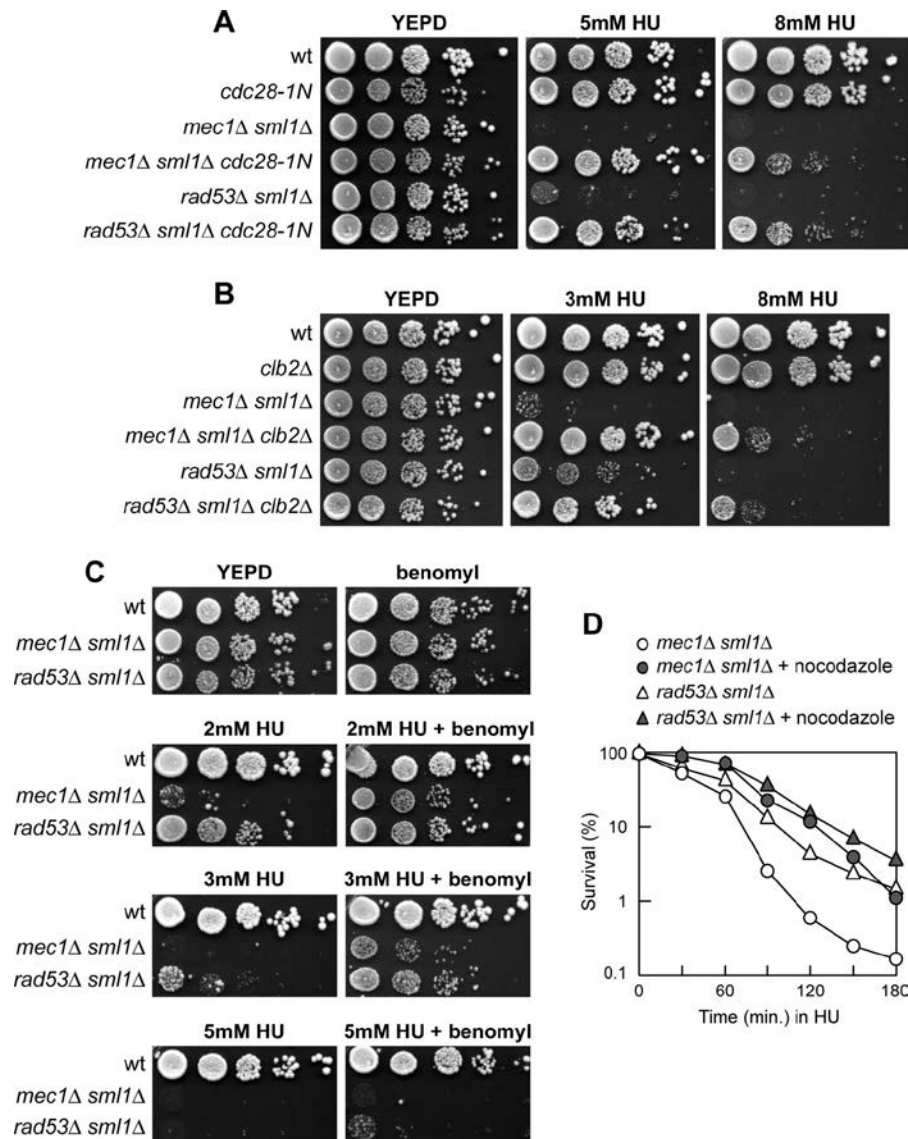 A
YEPD 5mM HU 8mM HU
wt
cdc28-1N
mec1Δ sml1Δ
mec1Δ sml1Δ cdc28-1N
rad53Δ sml1Δ
rad53Δ sml1Δ cdc28-1N
B
YEPD 3mM HU 8mM HU
wt
clb2Δ
mec1Δ sml1Δ
mec1Δ sml1Δ clb2Δ
rad53Δ sml1Δ
rad53Δ sml1Δ clb2Δ
C
YEPD benomyl
wt
mec1Δ sml1Δ
rad53Δ sml1Δ
2mM HU 2mM HU + benomyl
wt
mec1Δ sml1Δ
rad53Δ sml1Δ
3mM HU 3mM HU + benomyl
wt
mec1Δ sml1Δ
rad53Δ sml1Δ
5mM HU 5mM HU + benomyl
wt
mec1Δ sml1Δ
rad53Δ sml1Δ
D
mec1Δ sml1Δ
mec1Δ sml1Δ + nocodazole
rad53Δ sml1Δ
rad53Δ sml1Δ + nocodazole
Survival (%)
100
10
1
0.1
0 60 120 180
Time (min.) in HU